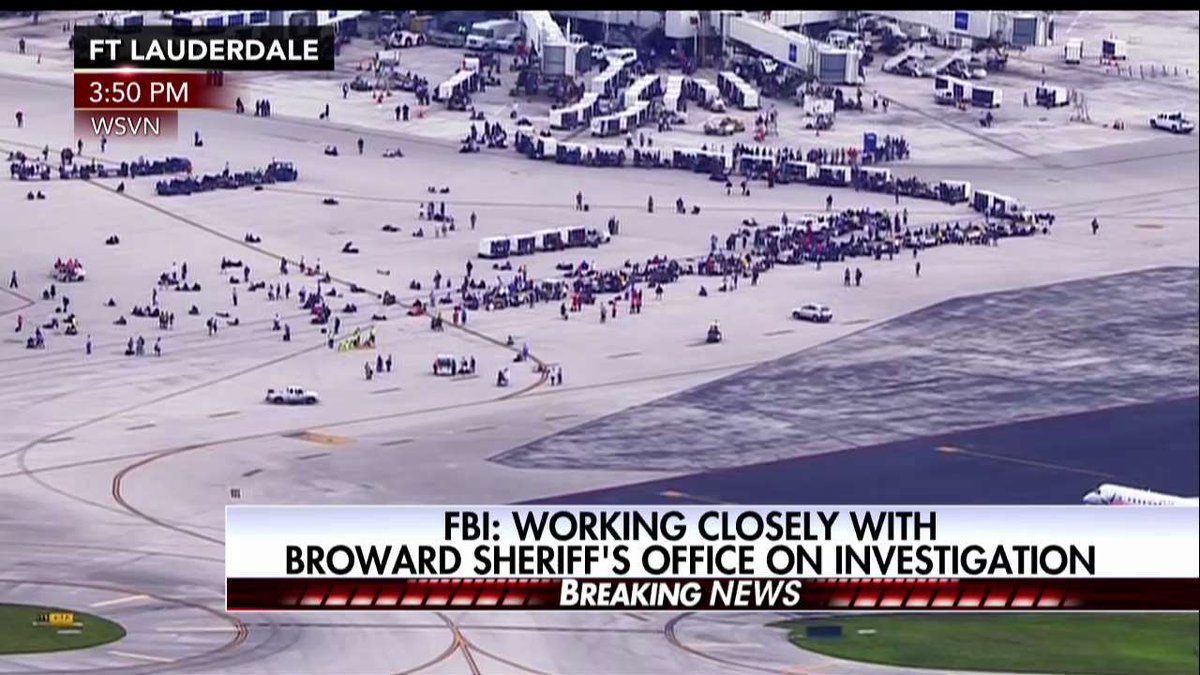 FT LAUDERDALE
3:50 PM
WSVN
FBI: WORKING CLOSELY WITH
BROWARD SHERIFF'S OFFICE ON INVESTIGATION
BREAKING NEWS